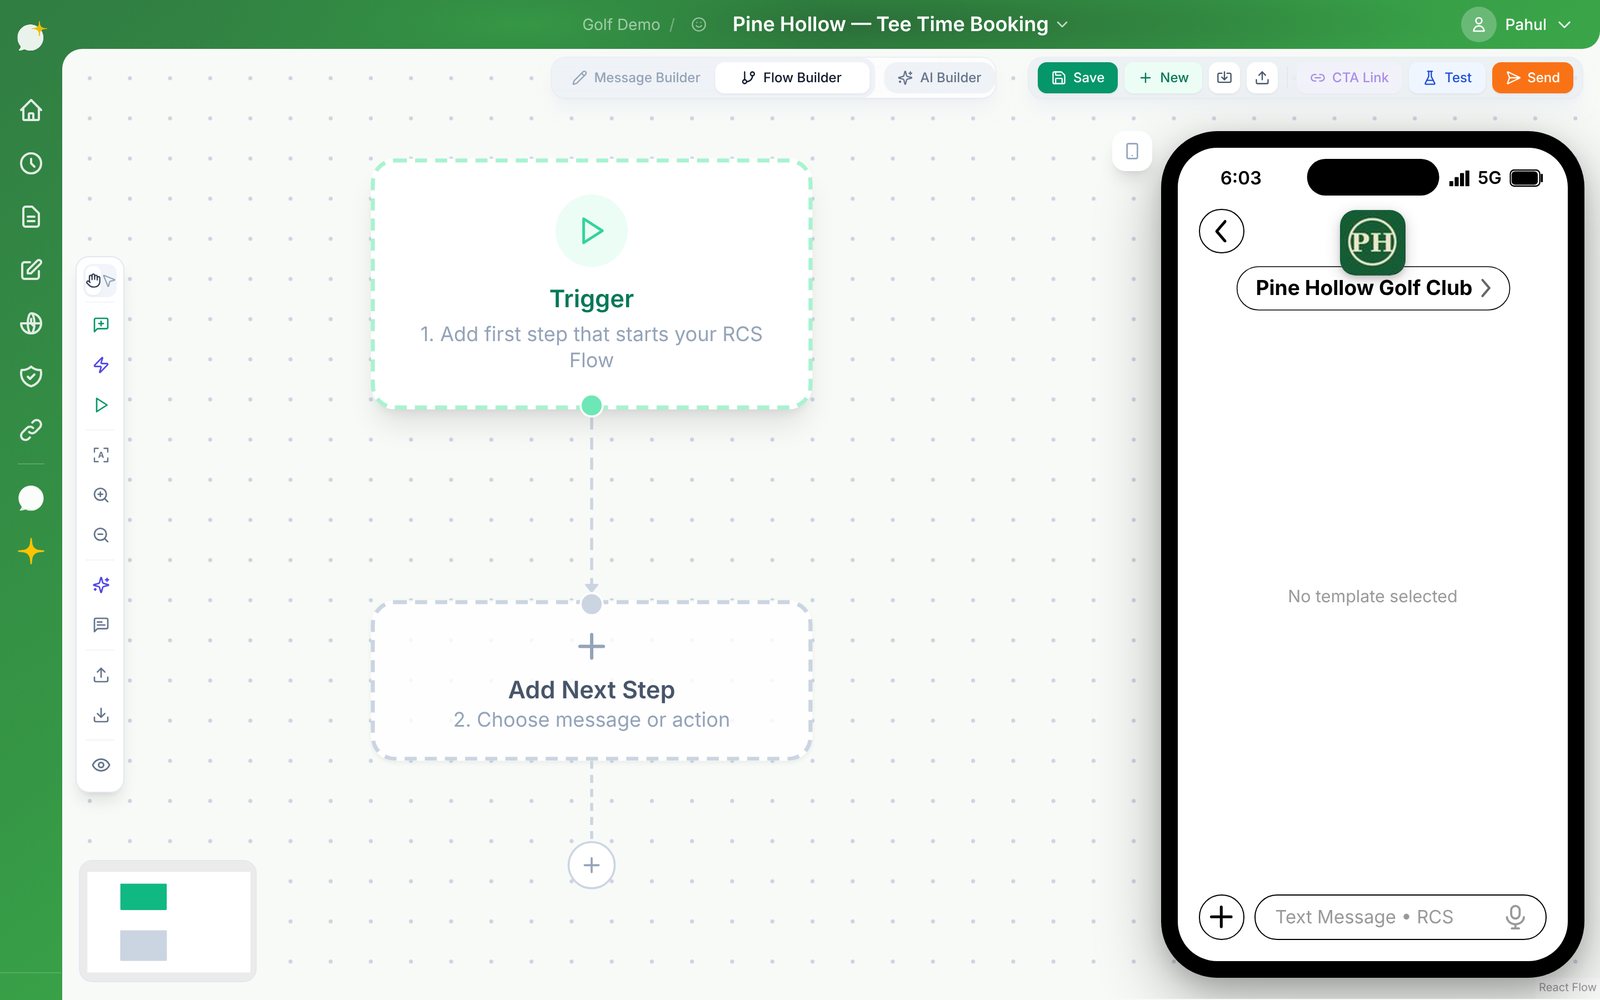 Golf Demo /
Pine Hollow — Tee Time Booking
Pahul
Message Builder
Flow Builder
AI Builder
Save
New
CTA Link
Test
Send
Trigger
1. Add first step that starts your RCS
Flow
Add Next Step
2. Choose message or action
6:03
5G
PH
Pine Hollow Golf Club
No template selected
Text Message • RCS
React Flow
A